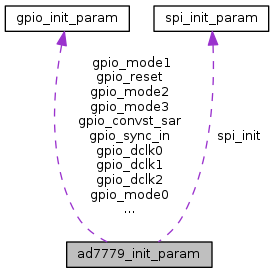 gpio_init_param
spi_init_param
gpio_mode1
gpio_reset
gpio_mode2
gpio_mode3
gpio_convst_sar
gpio_sync_in
gpio_dclk0
gpio_dclk1
gpio_dclk2
gpio_mode0
...
spi_init
ad7779_init_param